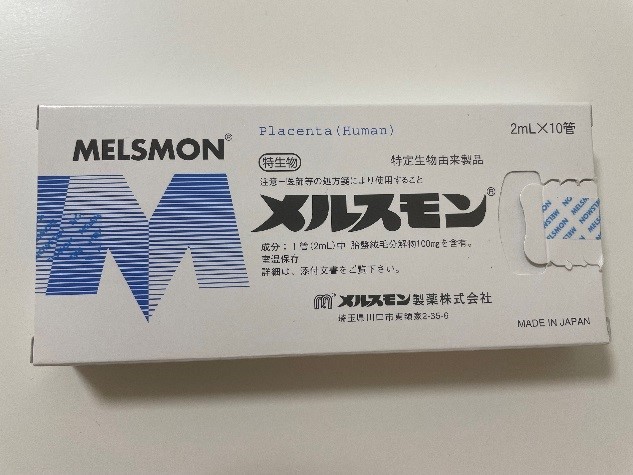 MELSMON®
Placenta(Human)
2mL×10管
特生物
特定生物由来製品
注意－医師等の処方箋により使用すること
メルスモン®
成分：1管(2mL)中 胎盤絨毛分解物100mgを含有。
室温保存
詳細は、添付文書をご覧下さい。
メルスモン製薬株式会社
埼玉県川口市東領家2-35-6
MADE IN JAPAN
MELSMON